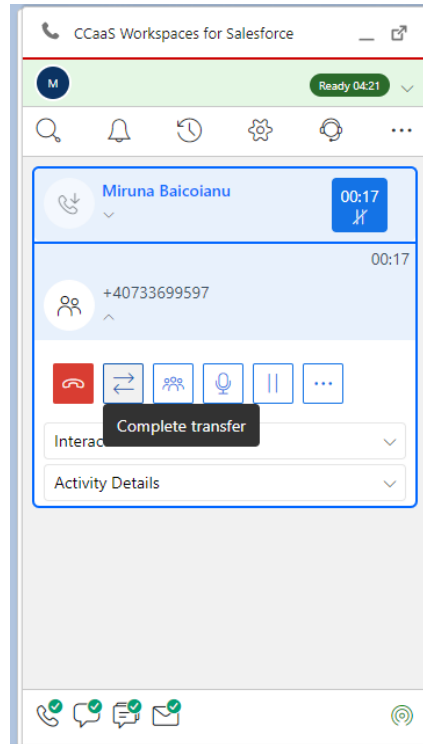 CCaaS Workspaces for Salesforce
M
Ready 04:21
Miruna Baicoianu
00:17
00:17
+40733699597
Complete transfer
Interac
Activity Details